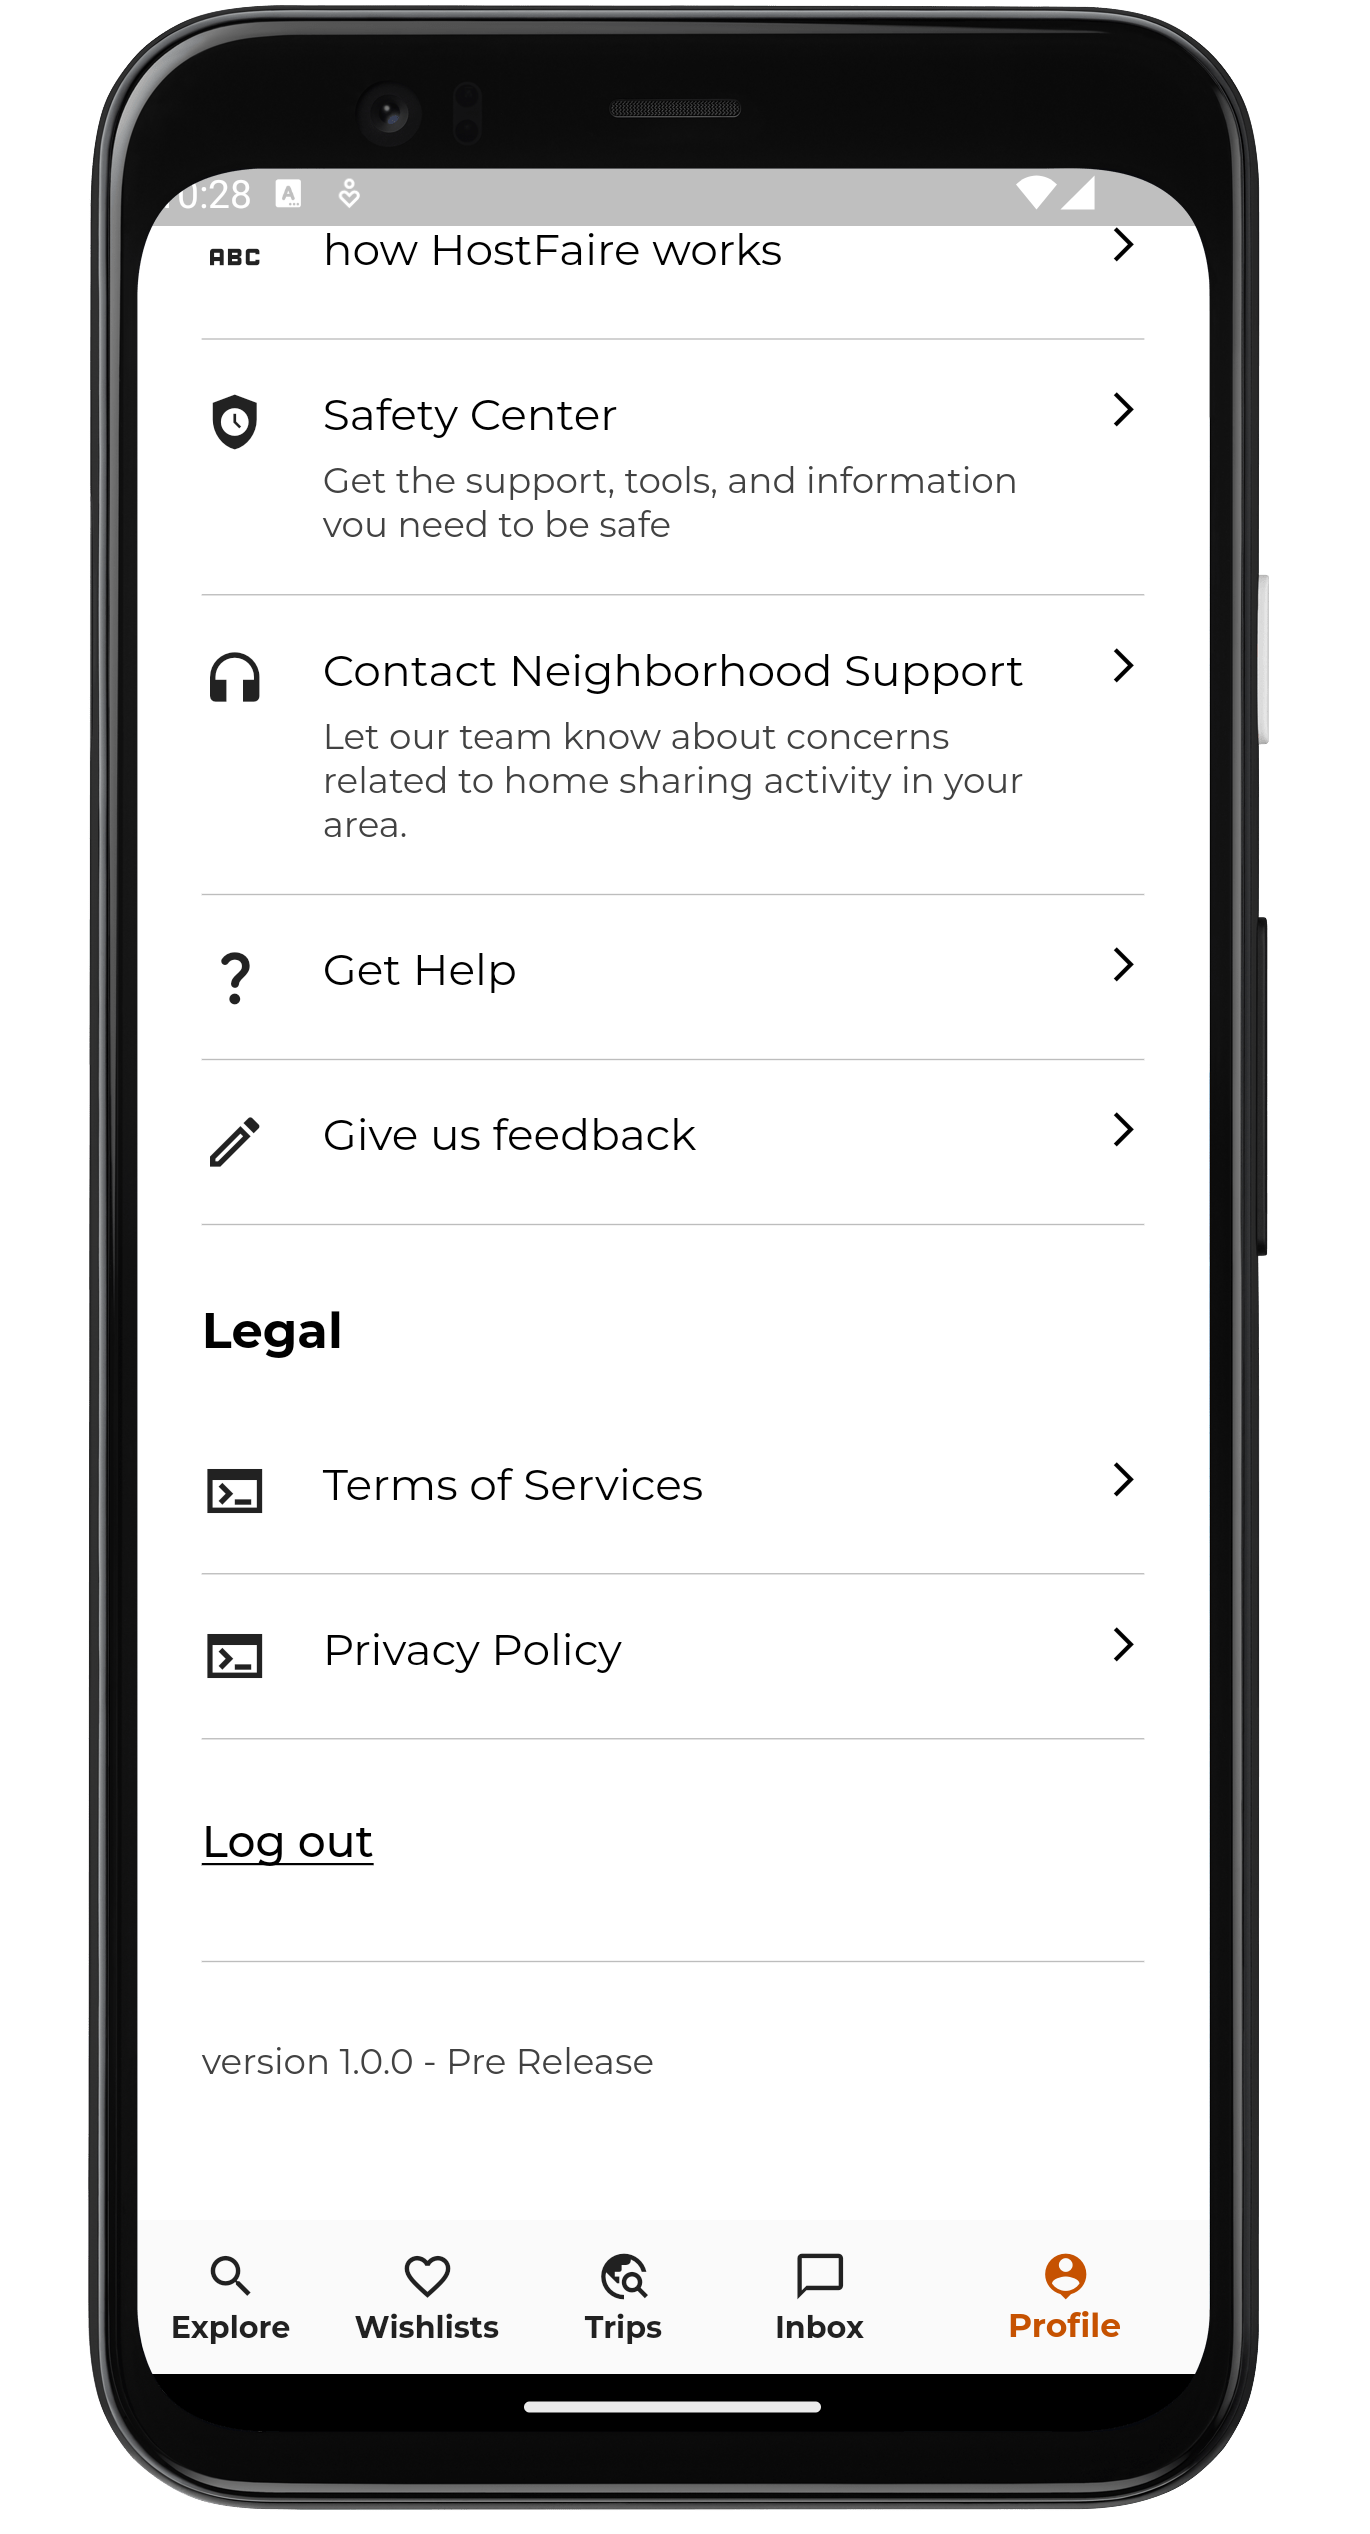 10:28 A
ABC how HostFaire works
Safety Center
Get the support, tools, and information
vou need to be safe
Contact Neighborhood Support
Let our team know about concerns
related to home sharing activity in your
area.
Get Help
Give us feedback
Legal
Terms of Services
Privacy Policy
Log out
version 1.0.0 - Pre Release
Explore Wishlists Trips Inbox Profile